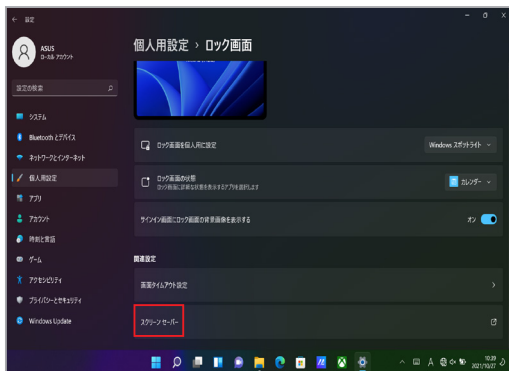 設定
ASUS
ローカル アカウント
個人用設定 › ロック画面
設定の検索
システム
Bluetooth とデバイス
ネットワークとインターネット
個人用設定
アプリ
アカウント
時刻と言語
ゲーム
アクセシビリティ
プライバシーとセキュリティ
Windows Update
ロック画面を個人用に設定
Windows スポットライト
ロック画面の状態
ロック画面に詳細な状態を表示するアプリを選択します
カレンダー
サインイン画面にロック画面の背景画像を表示する
オン
関連設定
画面タイムアウト設定
スクリーン セーバー
A
10:39
2021/10/27